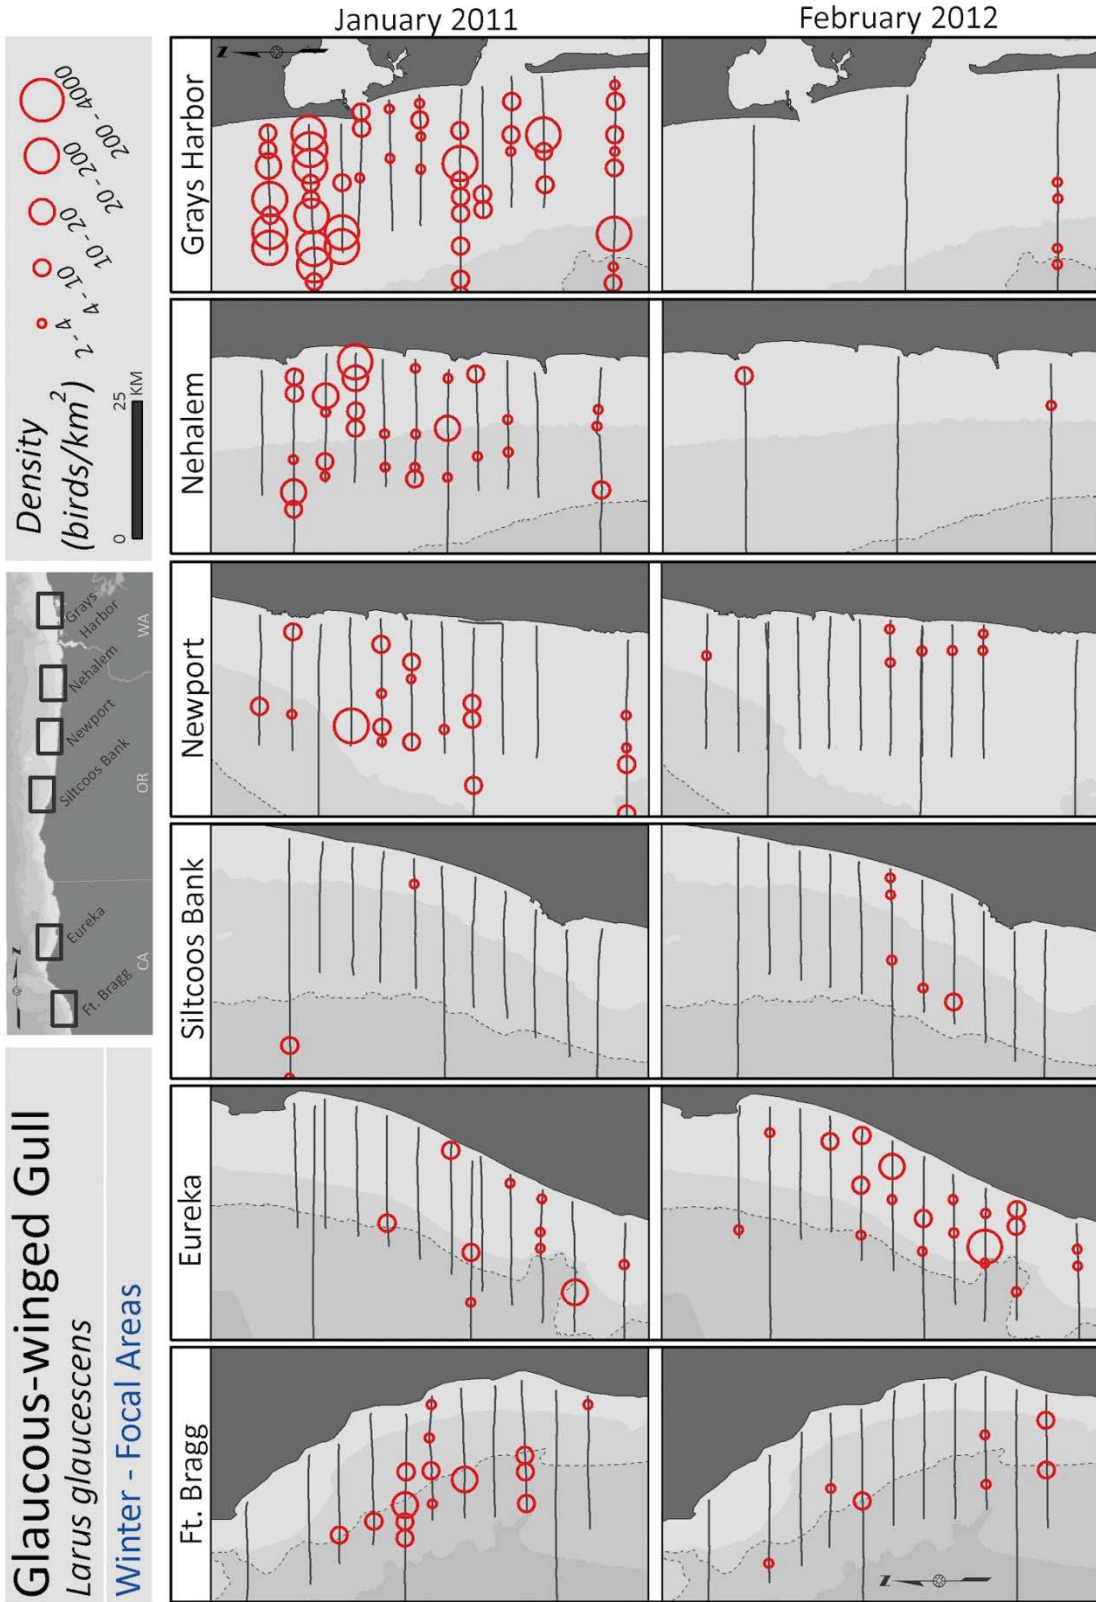 Glaucous-winged Gull
Larus glaucescens
Winter - Focal Areas
N
Ft. Bragg
Eureka
Siltcoos Bank
Newport
Nehalem
Grays
Harbor
CA
OR
WA
Density
(birds/km²)
2 - 4
4 - 10
10 - 20
20 - 200
200 - 4000
0
25
KM
January 2011
February 2012
Grays Harbor
N
Nehalem
Newport
Siltcoos Bank
Eureka
Ft. Bragg
N